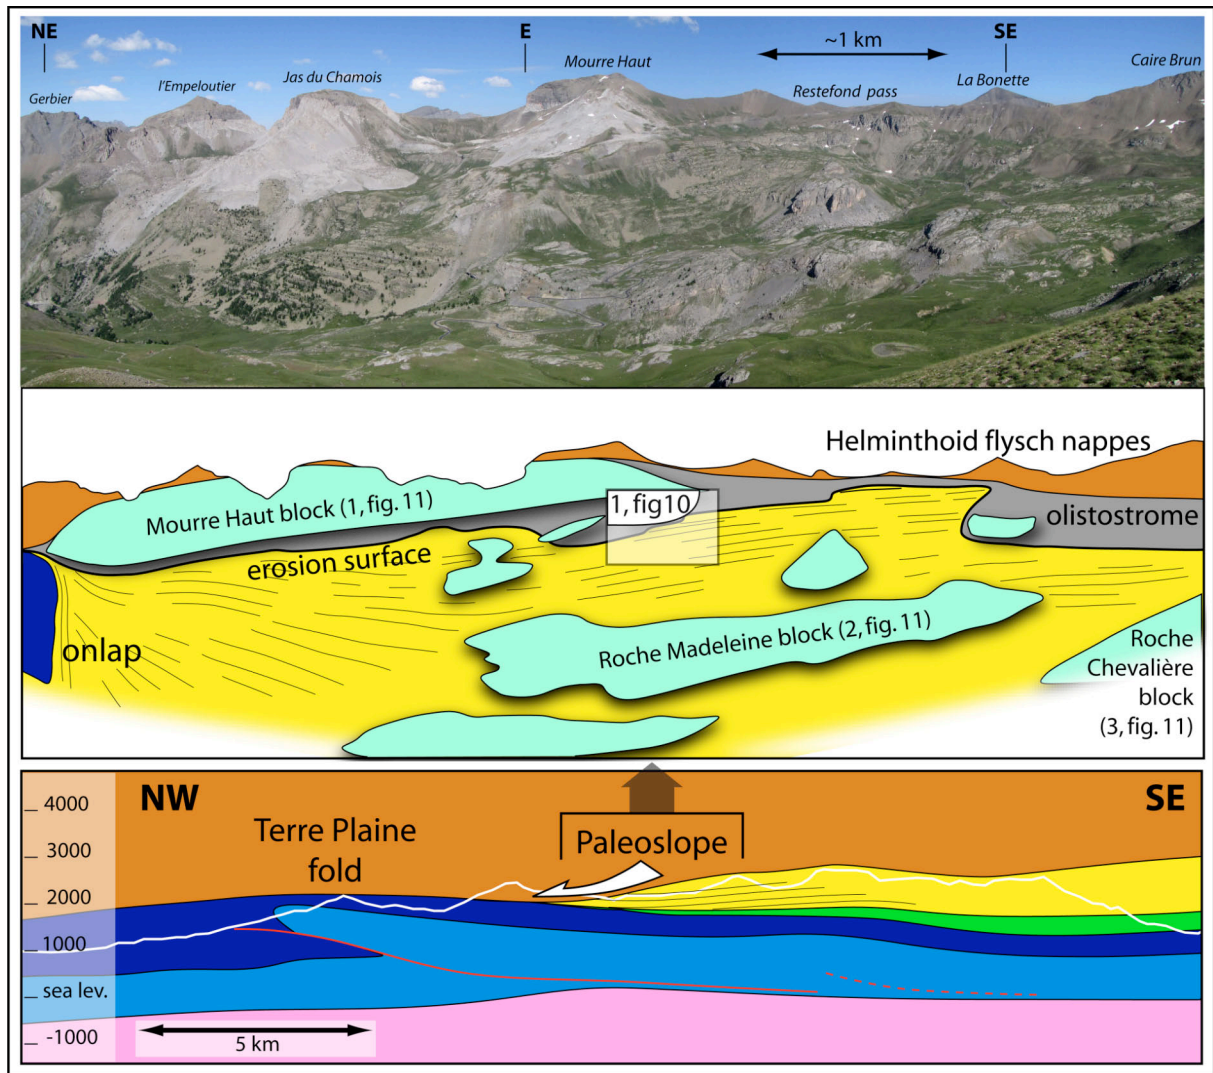 NE
E
~1 km
SE
Mourre Haut
Caire Brun
Jas du Chamois
l'Empeloutier
La Bonette
Gerbier
Restefond pass
Helminthoid flysch nappes
Mourre Haut block (1, fig. 11)
1, fig10
olistostrome
erosion surface
onlap
Roche Madeleine block (2, fig. 11)
Roche
Chevalière
block
(3, fig. 11)
NW
SE
4000
3000
2000
1000
sea lev.
-1000
Terre Plaine
fold
Paleoslope
5 km